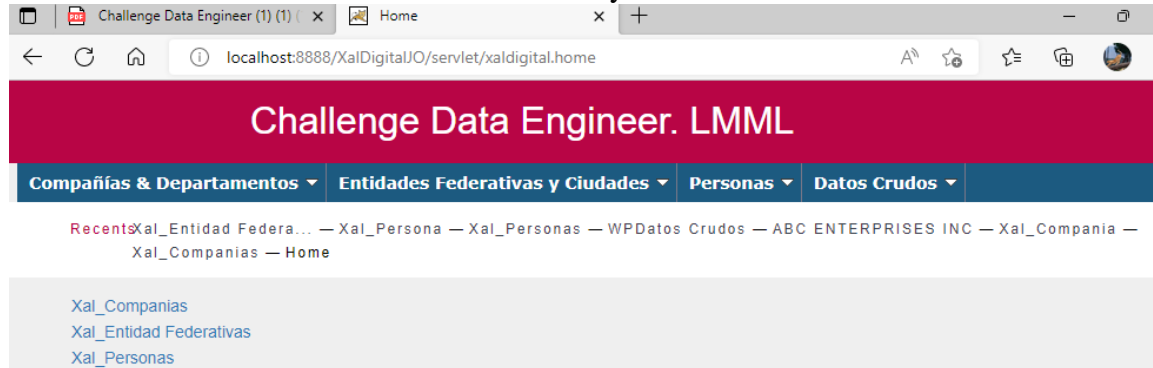 Challenge Data Engineer (1) (1) (
Home
localhost:8888/XalDigitalJO/servlet/xaldigital.home
Challenge Data Engineer. LMML
Compañías & Departamentos Entidades Federativas y Ciudades Personas Datos Crudos
RecentsXal_Entidad Federa... — Xal_Persona — Xal_Personas — WPDatos Crudos — ABC ENTERPRISES INC — Xal_Compania —
Xal_Companias — Home
Xal_Companias
Xal_Entidad Federativas
Xal_Personas